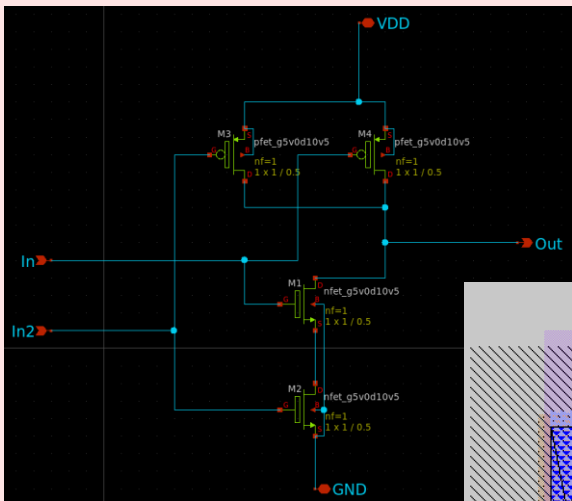 VDD
M3
S
pfet_g5v0d10v5
G
B
nf=1
D
1 x 1 / 0.5
M4
S
pfet_g5v0d10v5
G
B
nf=1
D
1 x 1 / 0.5
Out
In
M1
D
nfet_g5v0d10v5
G
B
nf=1
S
1 x 1 / 0.5
In2
M2
D
nfet_g5v0d10v5
G
B
nf=1
S
1 x 1 / 0.5
GND